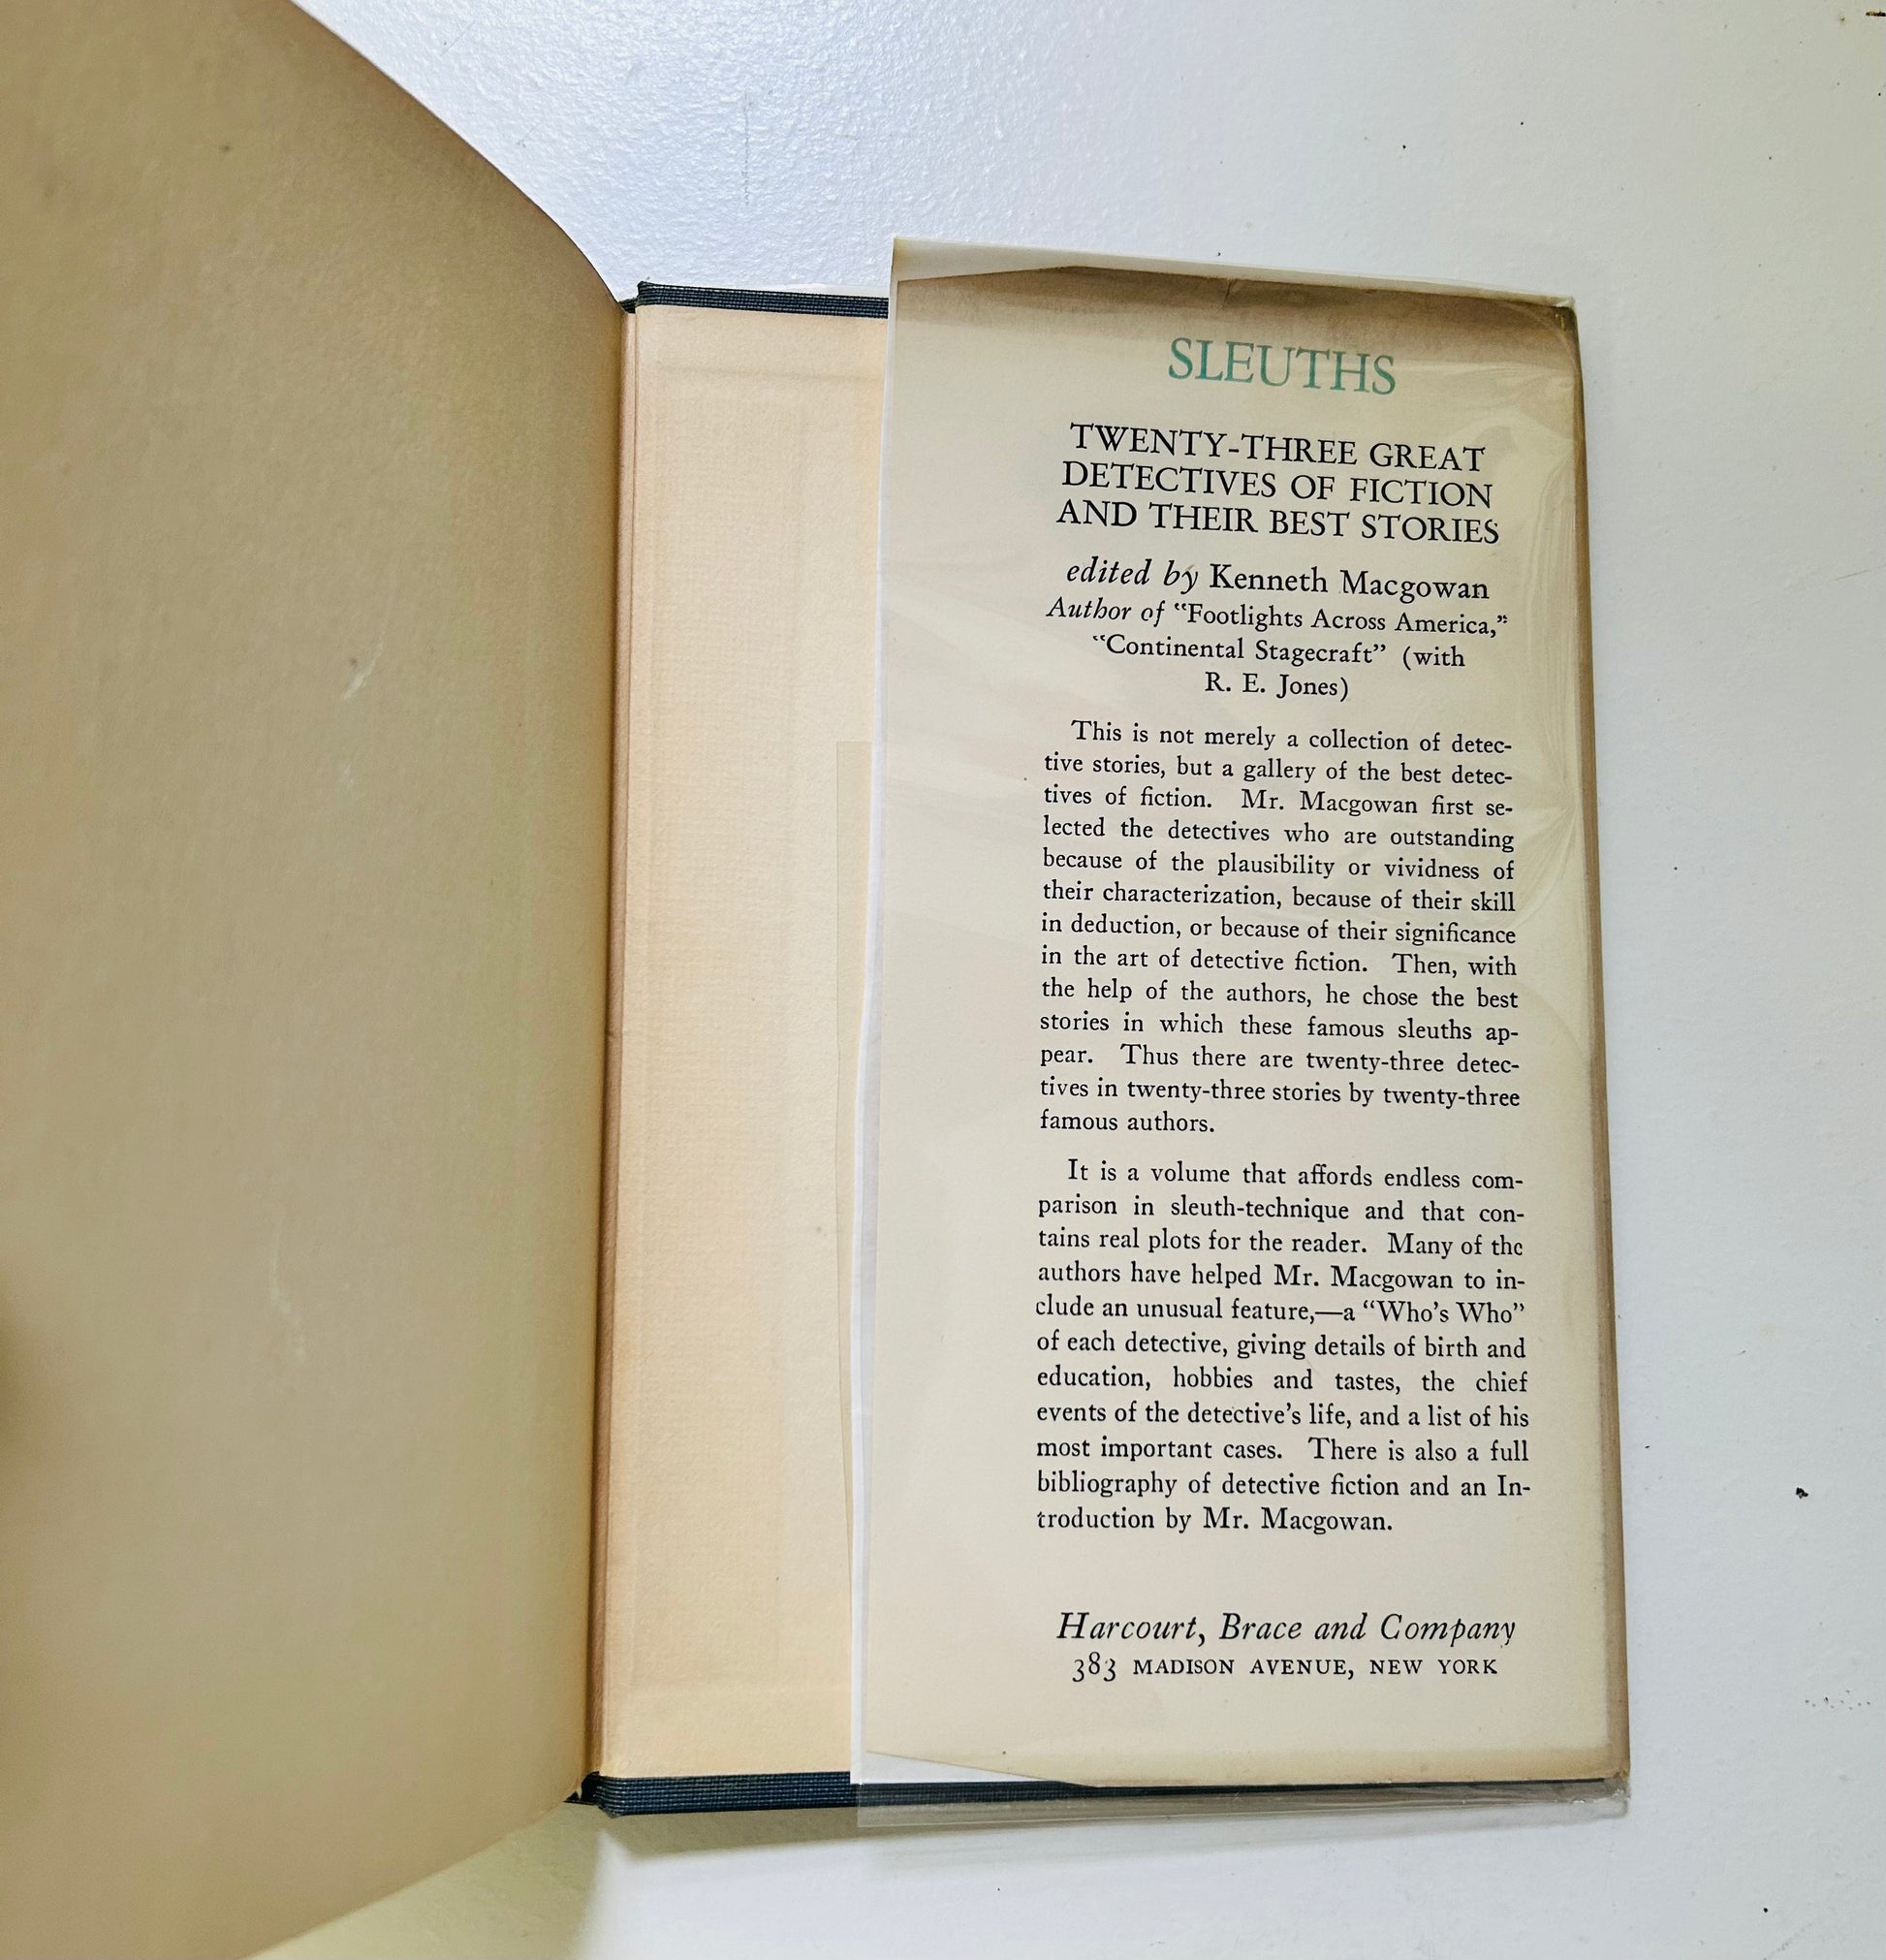 SLEUTHS
TWENTY-THREE GREAT
DETECTIVES OF FICTION
AND THEIR BEST STORIES
edited by Kenneth Macgowan
Author of “Footlights Across America,”
“Continental Stagecraft” (with
R. E. Jones)
This is not merely a collection of detec-
tive stories, but a gallery of the best detec-
tives of fiction. Mr. Macgowan first se-
lected the detectives who are outstanding
because of the plausibility or vividness of
their characterization, because of their skill
in deduction, or because of their significance
in the art of detective fiction. Then, with
the help of the authors, he chose the best
stories in which these famous sleuths ap-
pear. Thus there are twenty-three detec-
tives in twenty-three stories by twenty-three
famous authors.
It is a volume that affords endless com-
parison in sleuth-technique and that con-
tains real plots for the reader. Many of the
authors have helped Mr. Macgowan to in-
clude an unusual feature,—a “Who’s Who”
of each detective, giving details of birth and
education, hobbies and tastes, the chief
events of the detective’s life, and a list of his
most important cases. There is also a full
bibliography of detective fiction and an In-
troduction by Mr. Macgowan.
Harcourt, Brace and Company
383 MADISON AVENUE, NEW YORK